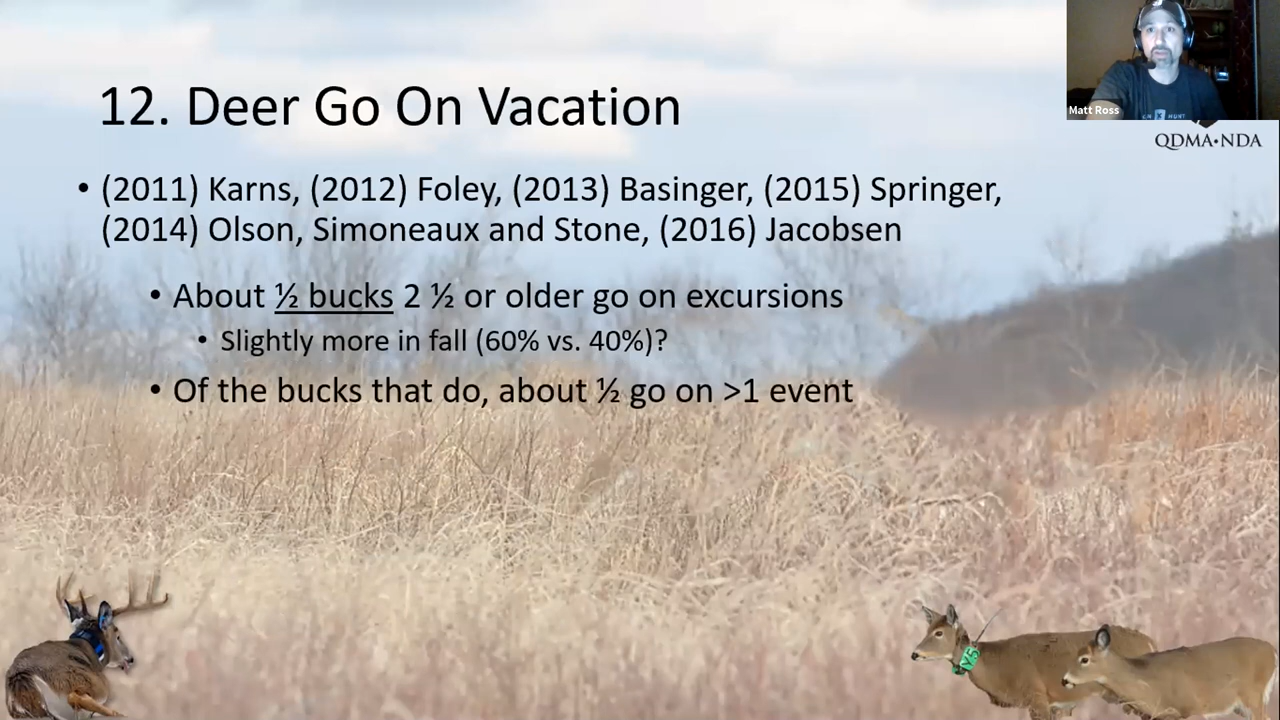 12. Deer Go On Vacation
Matt Ross
QDMA•NDA
• (2011) Karns, (2012) Foley, (2013) Basinger, (2015) Springer,
(2014) Olson, Simoneaux and Stone, (2016) Jacobsen
• About ½ bucks 2 ½ or older go on excursions
• Slightly more in fall (60% vs. 40%)?
• Of the bucks that do, about ½ go on >1 event